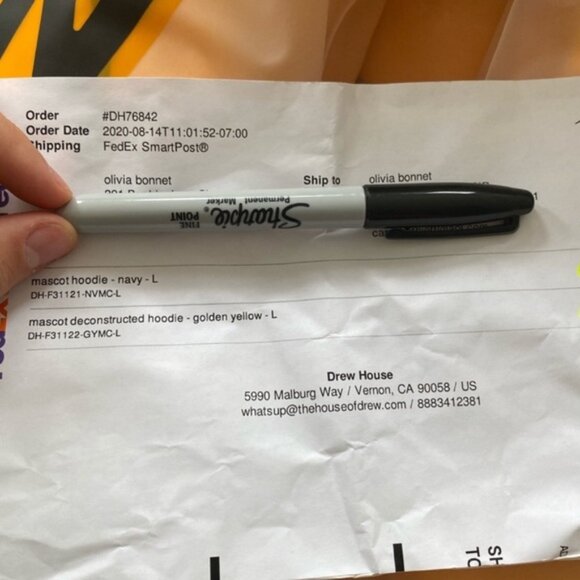 Order #DH76842
Order Date 2020-08-14T11:01:52-07:00
Shipping FedEx SmartPost®
olivia bonnet
Ship to olivia bonnet
Sharpie®
Permanent Marker
FINE
POINT
mascot hoodie - navy - L
DH-F31121-NVMC-L
mascot deconstructed hoodie - golden yellow - L
DH-F31122-GYMC-L
Drew House
5990 Malburg Way / Vernon, CA 90058 / US
whatsup@thehouseofdrew.com / 8883412381
SH
TO